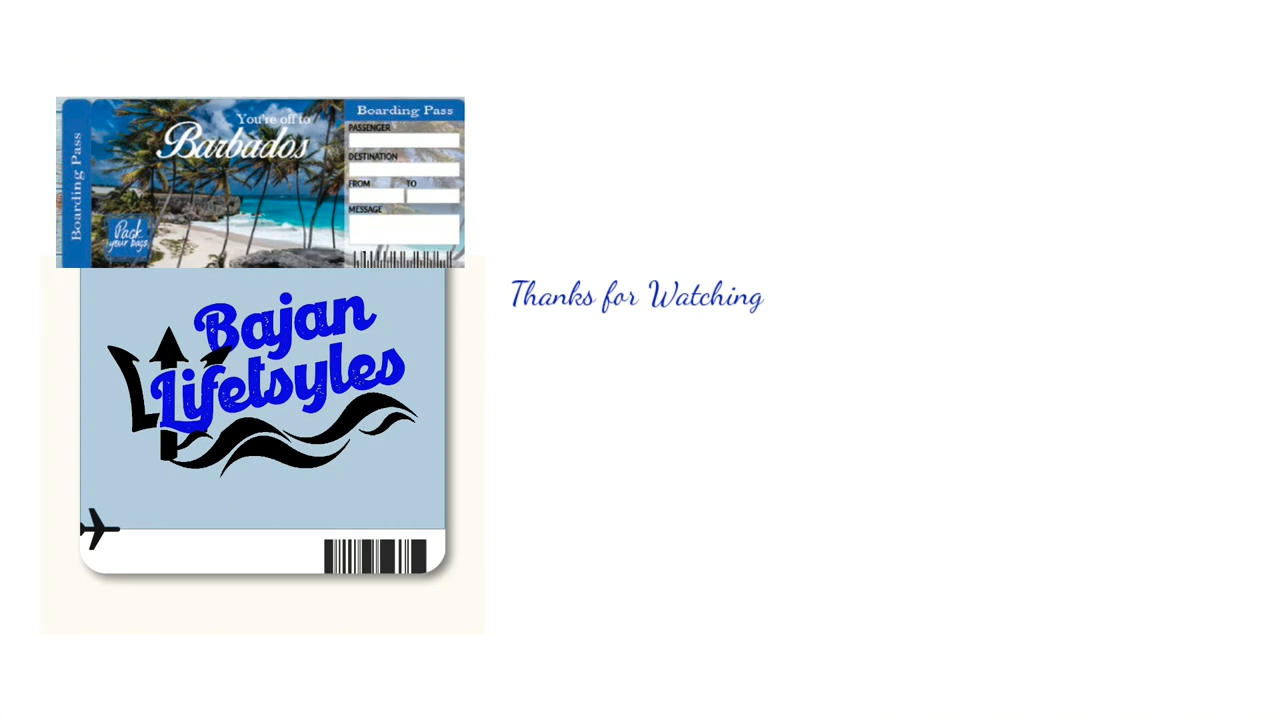 Boarding Pass
You're off to
Barbados
Pack
your bags
Boarding Pass
PASSENGER
DESTINATION
FROM TO
MESSAGE
Bajan
Lifetsyles
Thanks for Watching